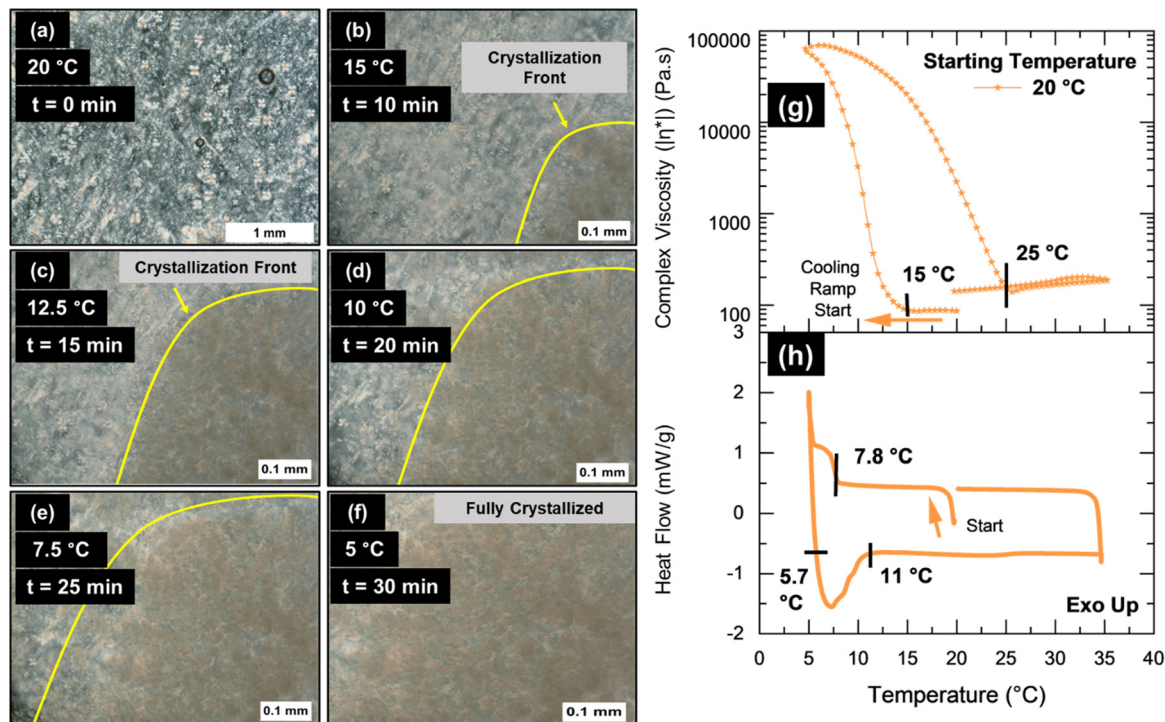 (a)
20 °C
t = 0 min
1 mm
(b)
15 °C
t = 10 min
Crystallization
Front
0.1 mm
(c)
12.5 °C
t = 15 min
Crystallization Front
0.1 mm
(d)
10 °C
t = 20 min
0.1 mm
(e)
7.5 °C
t = 25 min
0.1 mm
(f)
5 °C
t = 30 min
Fully Crystallized
0.1 mm
Complex Viscosity (|η*|) (Pa.s)
100000
10000
1000
100
Starting Temperature
20 °C
(g)
Cooling
Ramp
Start
15 °C
25 °C
Heat Flow (mW/g)
3
2
1
0
-1
-2
(h)
7.8 °C
Start
5.7
°C
11 °C
Exo Up
0 5 10 15 20 25 30 35 40
Temperature (°C)